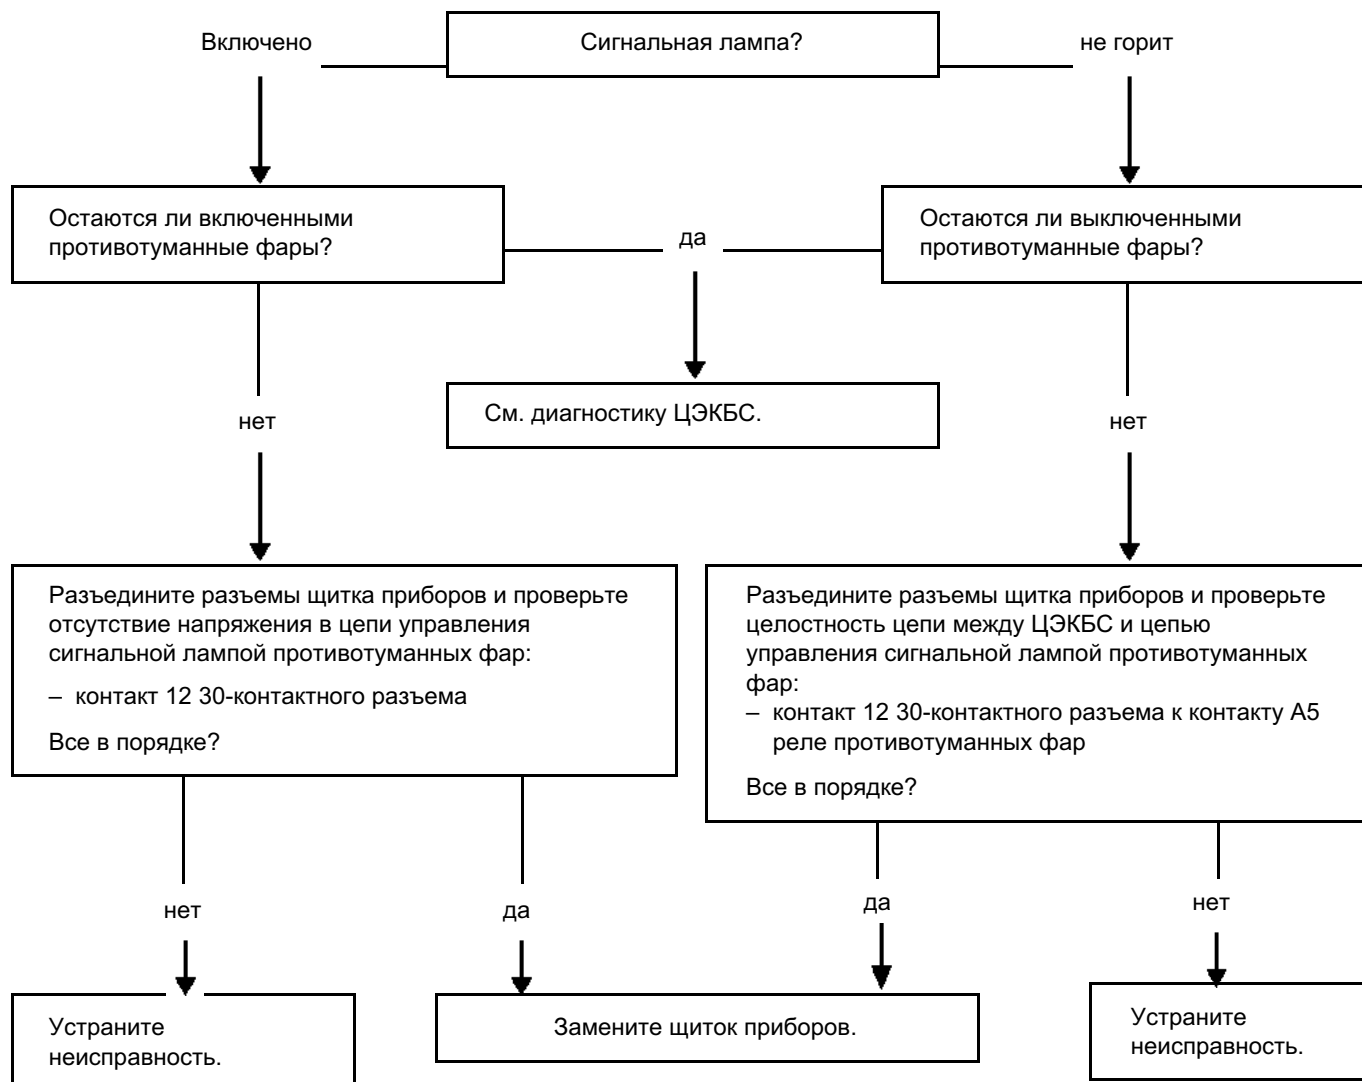 Включено
Сигнальная лампа?
не горит
Остаются ли включенными
противотуманные фары?
да
Остаются ли выключенными
противотуманные фары?
нет
См. диагностику ЦЭКБС.
нет
Разъедините разъемы щитка приборов и проверьте
отсутствие напряжения в цепи управления
сигнальной лампой противотуманных фар:
– контакт 12 30-контактного разъема
Все в порядке?
Разъедините разъемы щитка приборов и проверьте
целостность цепи между ЦЭКБС и цепью
управления сигнальной лампой противотуманных
фар:
– контакт 12 30-контактного разъема к контакту А5
реле противотуманных фар
Все в порядке?
нет
да
да
нет
Устраните
неисправность.
Замените щиток приборов.
Устраните
неисправность.